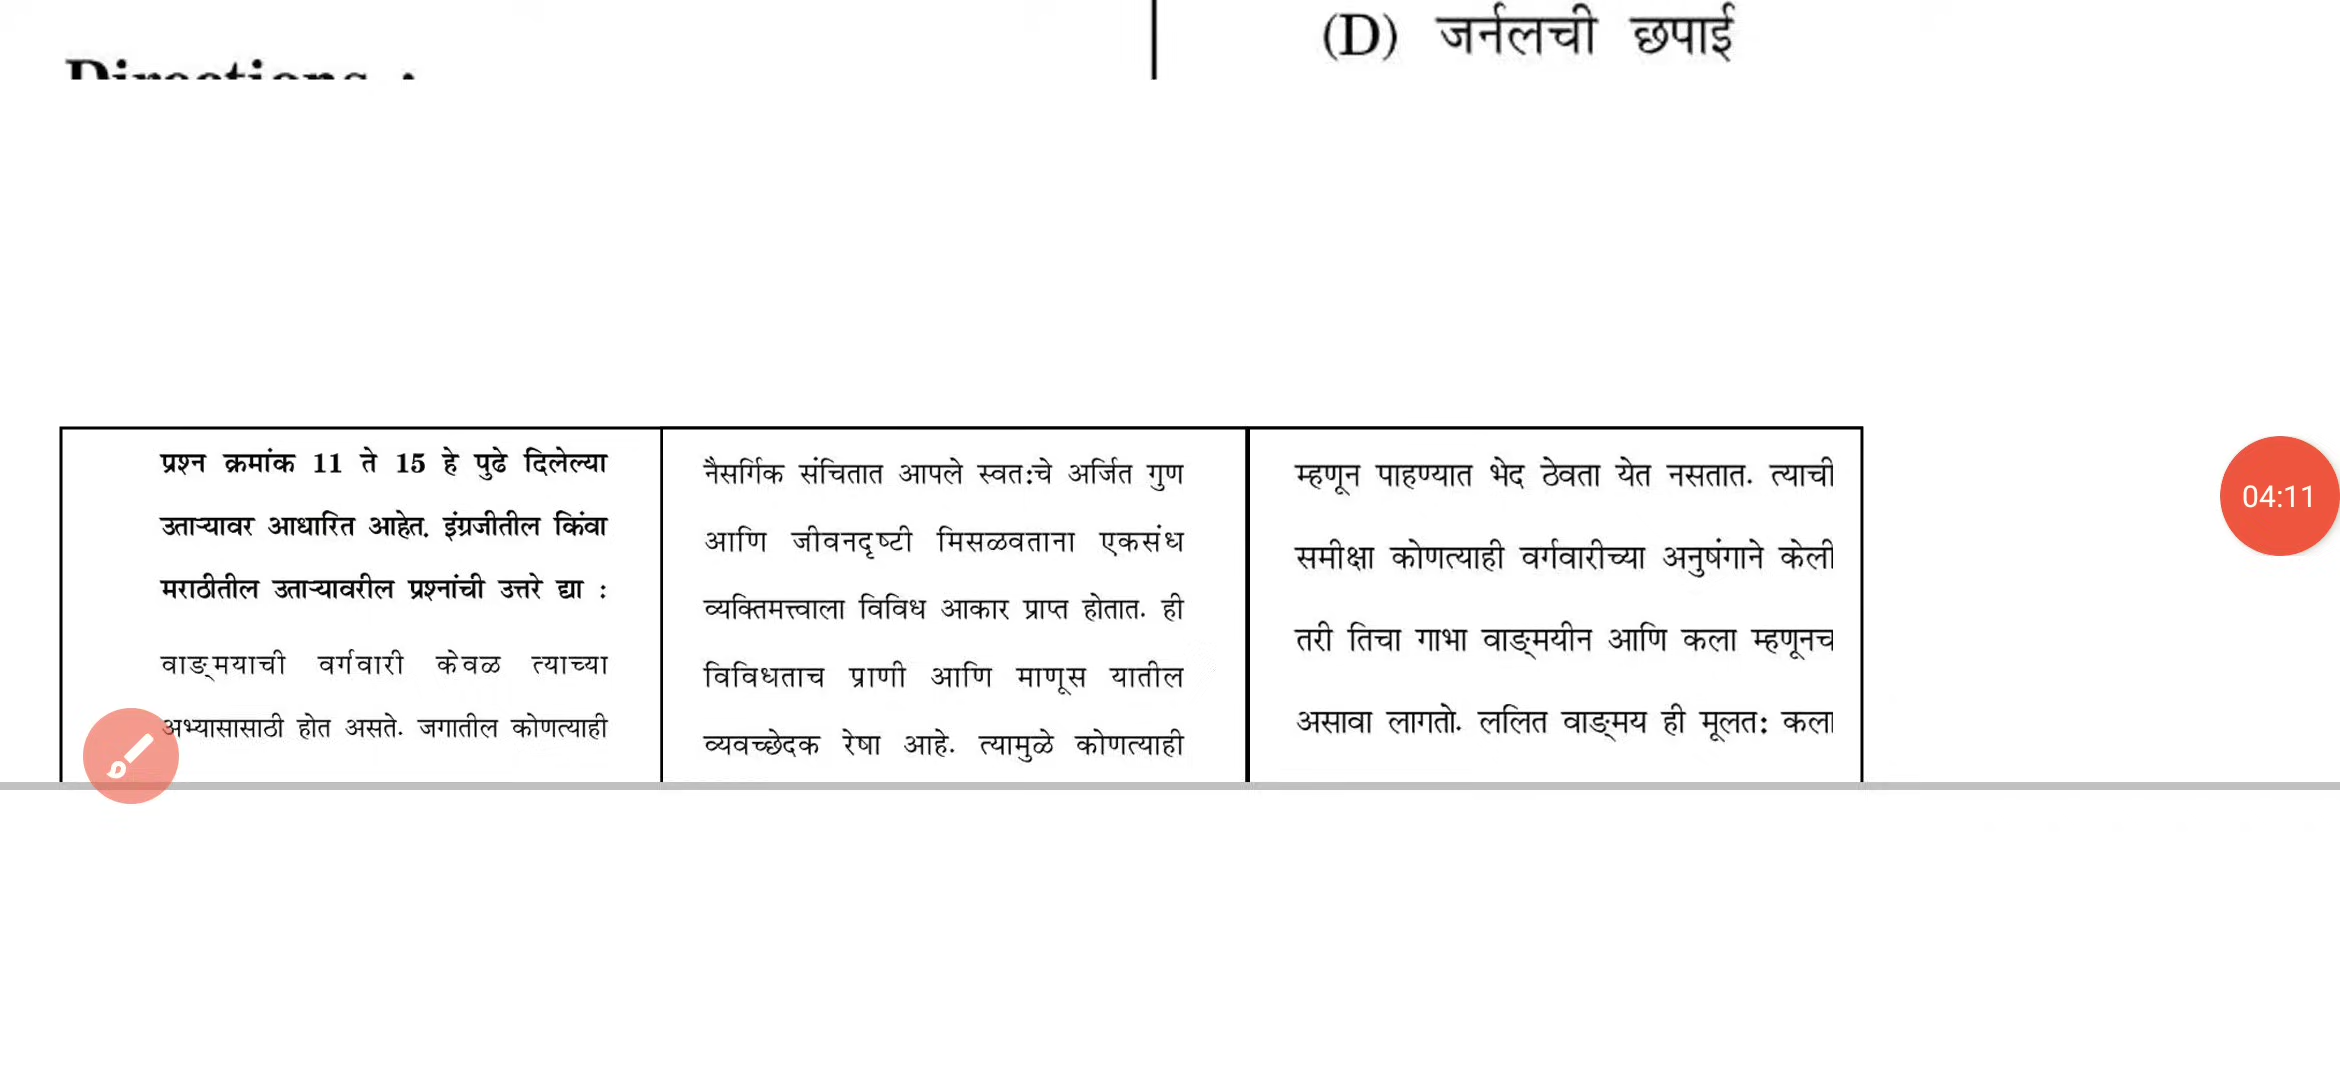 (D) जर्नलची छपाई
Directions :
प्रश्न क्रमांक 11 ते 15 हे पुढे दिलेल्या
उताऱ्यावर आधारित आहेत. इंग्रजीतील किंवा
मराठीतील उताऱ्यावरील प्रश्नांची उत्तरे द्या :
वाङ्मयाची वर्गवारी केवळ त्याच्या
अभ्यासासाठी होत असते. जगातील कोणत्याही
नैसर्गिक संचितात आपले स्वत:चे अर्जित गुण
आणि जीवनदृष्टी मिसळवताना एकसंध
व्यक्तिमत्त्वाला विविध आकार प्राप्त होतात. ही
विविधताच प्राणी आणि माणूस यातील
व्यवच्छेदक रेषा आहे. त्यामुळे कोणत्याही
म्हणून पाहण्यात भेद ठेवता येत नसतात. त्याची
समीक्षा कोणत्याही वर्गवारीच्या अनुषंगाने केली
तरी तिचा गाभा वाङ्मयीन आणि कला म्हणूनच
असावा लागतो. ललित वाङ्मय ही मूलत: कला
04:11